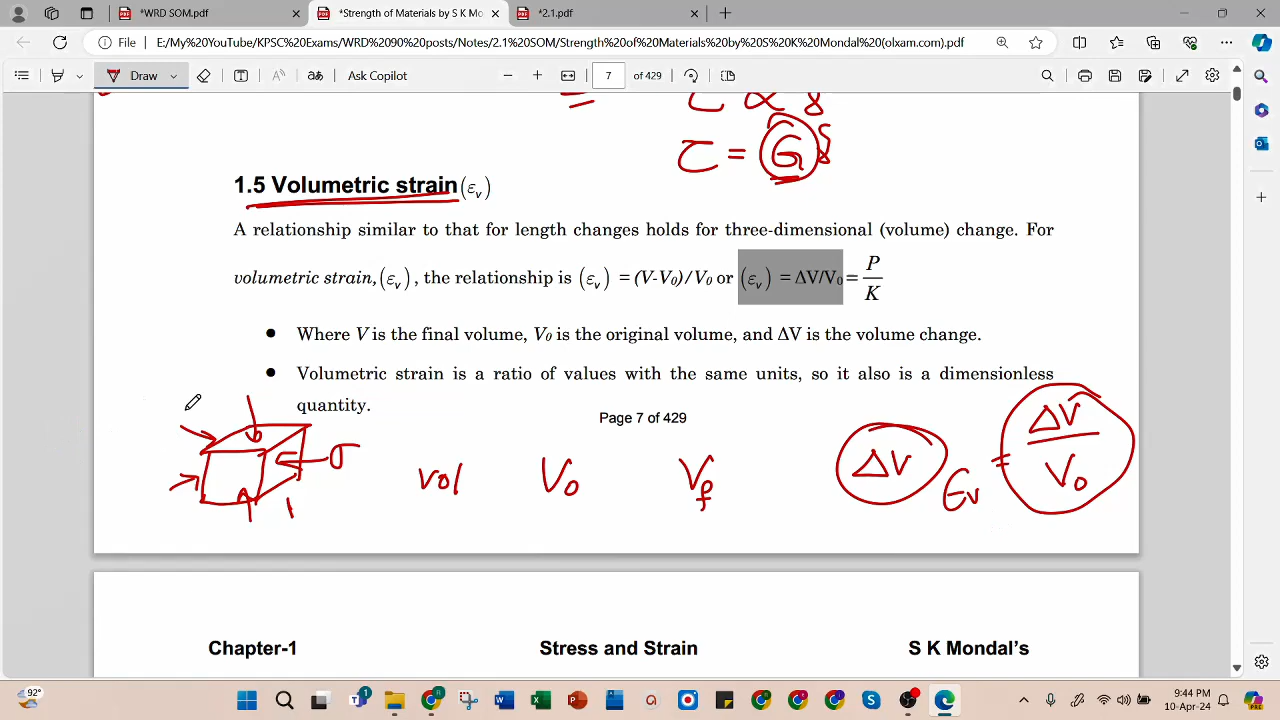 *WRD SOM.pdf
*Strength of Materials by S K Mo
*2.1.pdf
File
E:/My%20YouTube/KPSC%20Exams/WRD%2090%20posts/Notes/2.1%20SOM/Strength%20of%20Materials%20by%20S%20K%20Mondal%20(olxam.com).pdf
Draw
Ask Copilot
7 of 429
τ α γ
τ = G γ
1.5 Volumetric strain (εv)
A relationship similar to that for length changes holds for three-dimensional (volume) change. For
volumetric strain, (εv), the relationship is (εv) = (V-V0)/V0 or (εv) = ΔV/V0 = P/K
• Where V is the final volume, V0 is the original volume, and ΔV is the volume change.
• Volumetric strain is a ratio of values with the same units, so it also is a dimensionless
quantity.
Page 7 of 429
σ vol V0 Vf ΔV Ev = ΔV/V0
Chapter-1 Stress and Strain S K Mondal's
92°
9:44 PM
10-Apr-24